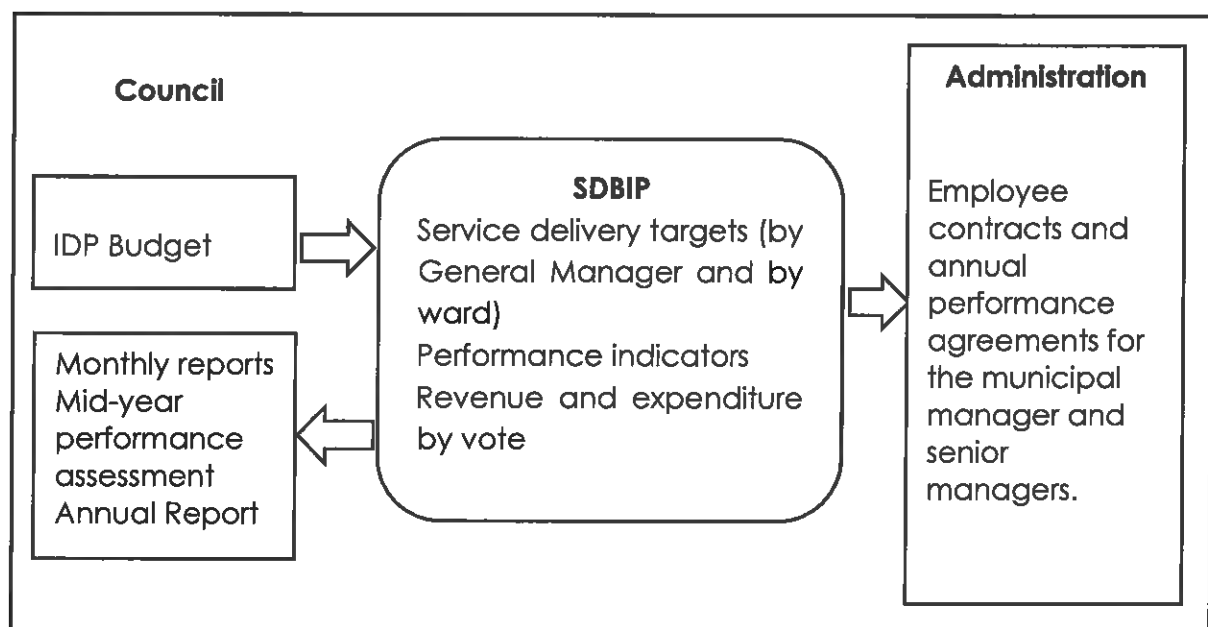 Council
IDP Budget
Monthly reports
Mid-year
performance
assessment
Annual Report
SDBIP
Service delivery targets (by
General Manager and by
ward)
Performance indicators
Revenue and expenditure
by vote
Administration
Employee
contracts and
annual
performance
agreements for
the municipal
manager and
senior
managers.